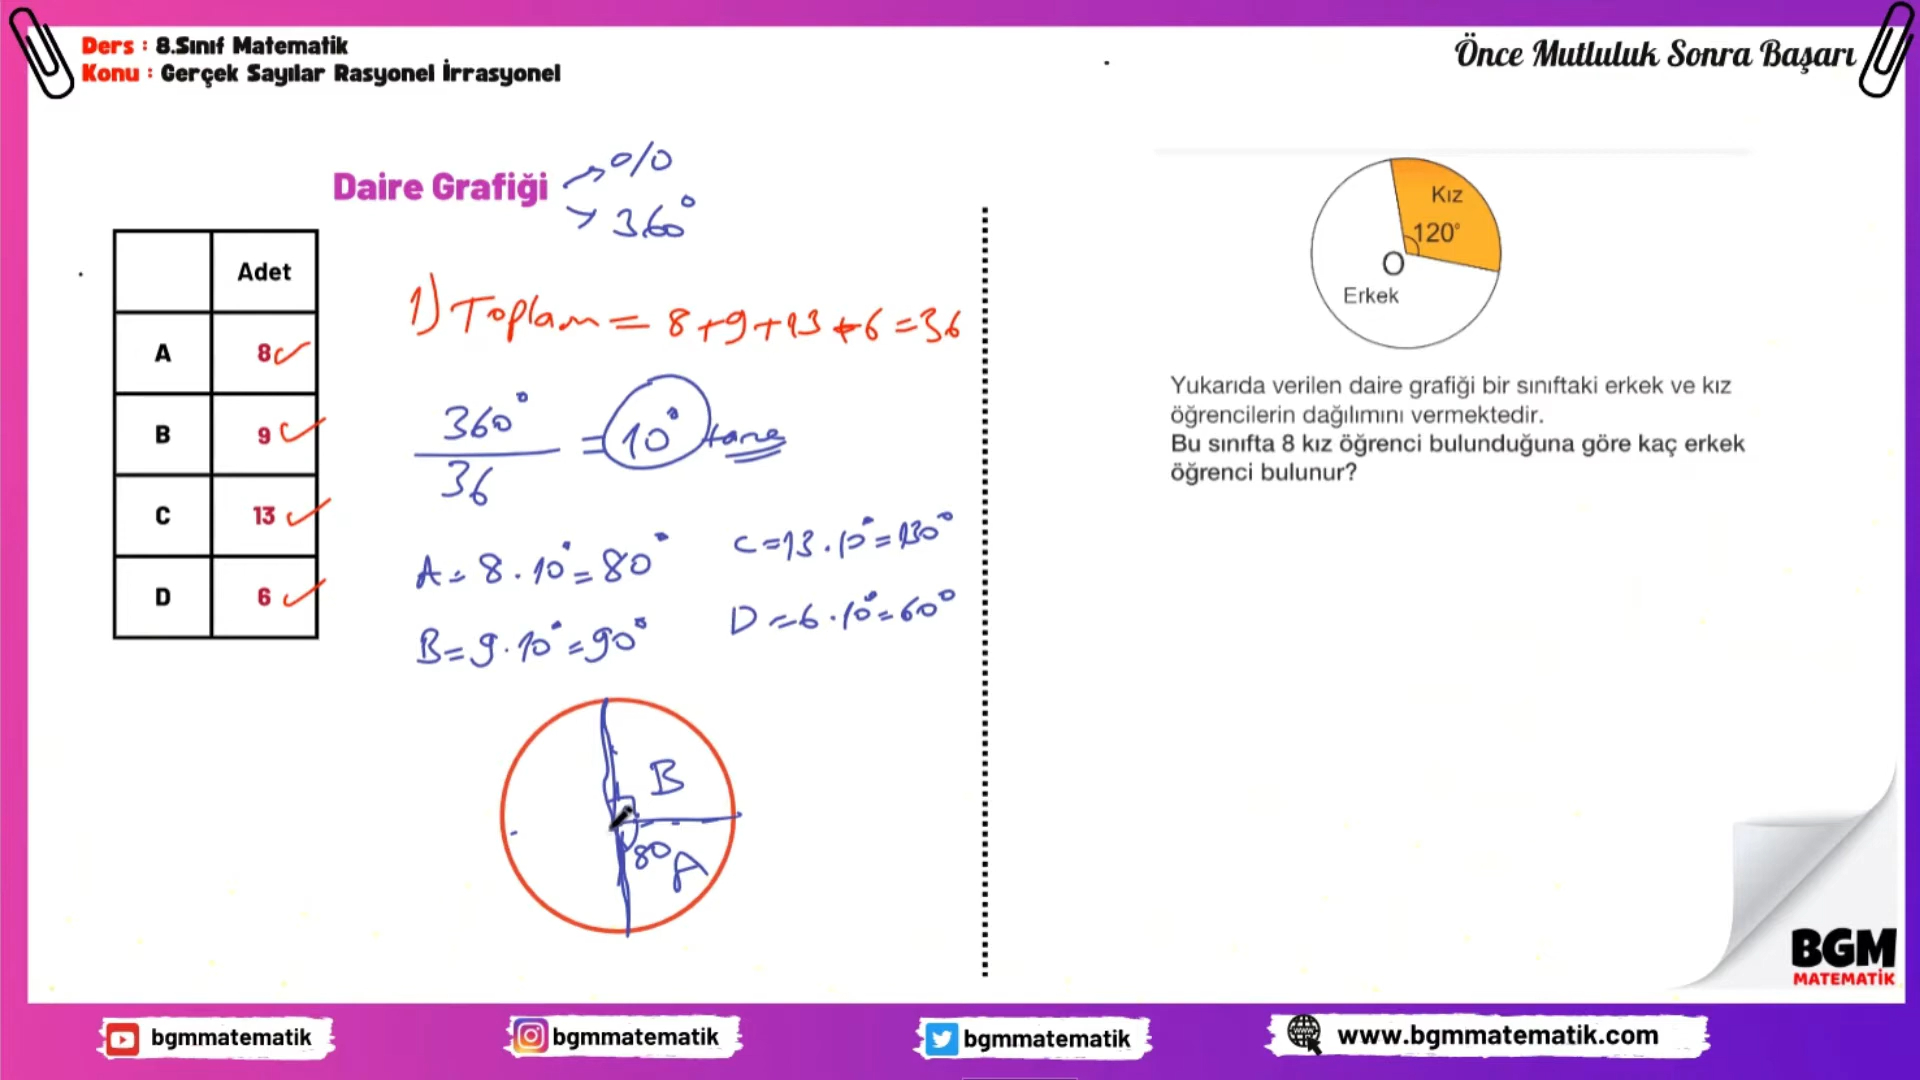 Ders : 8.Sınıf Matematik
Konu : Gerçek Sayılar Rasyonel İrrasyonel
Önce Mutluluk Sonra Başarı
Daire Grafiği
%
360°
Adet
A 8
B 9
C 13
D 6
1) Toplam = 8+9+13+6=36
360° / 36 = 10° tane
A = 8 . 10° = 80°
B = 9 . 10° = 90°
C = 13 . 10° = 130°
D = 6 . 10° = 60°
B
80 A
Kız
120°
O
Erkek
Yukarıda verilen daire grafiği bir sınıftaki erkek ve kız
öğrencilerin dağılımını vermektedir.
Bu sınıfta 8 kız öğrenci bulunduğuna göre kaç erkek
öğrenci bulunur?
BGM
MATEMATİK
bgmmatematik
bgmmatematik
bgmmatematik
www.bgmmatematik.com